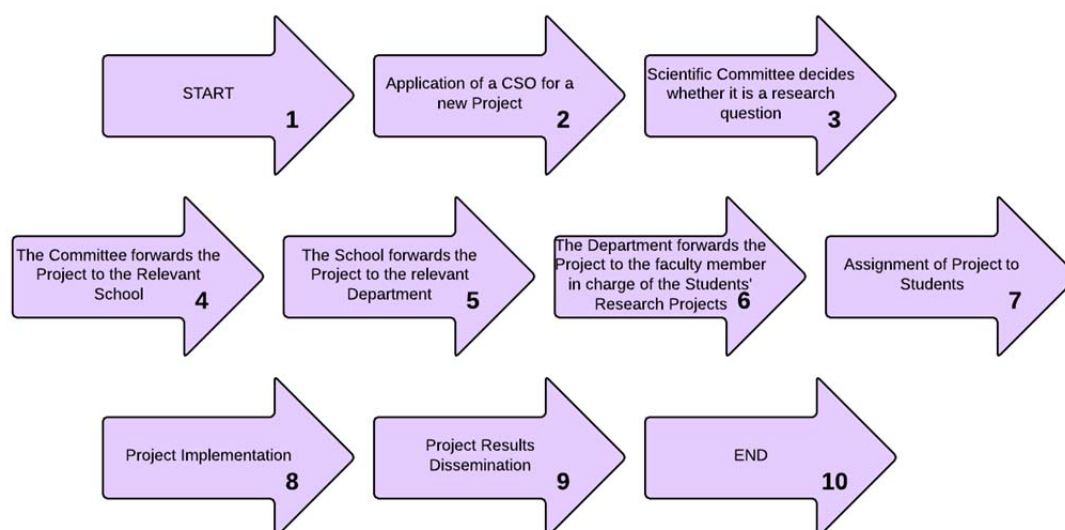 START
1
Application of a CSO for a
new Project
2
Scientific Committee decides
whether it is a research
question
3
The Committee forwards the
Project to the Relevant
School
4
The School forwards the
Project to the relevant
Department
5
The Department forwards the
Project to the faculty member
in charge of the Students'
Research Projects
6
Assignment of Project to
Students
7
Project Implementation
8
Project Results
Dissemination
9
END
10